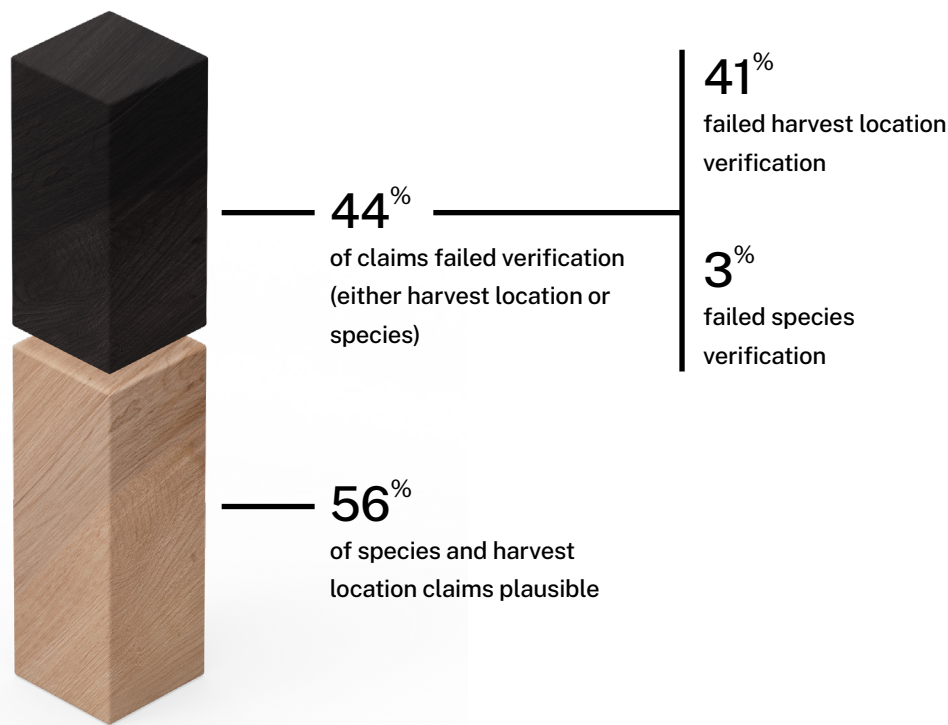 41%
failed harvest location
verification
44%
of claims failed verification
(either harvest location or
species)
3%
failed species
verification
56%
of species and harvest
location claims plausible